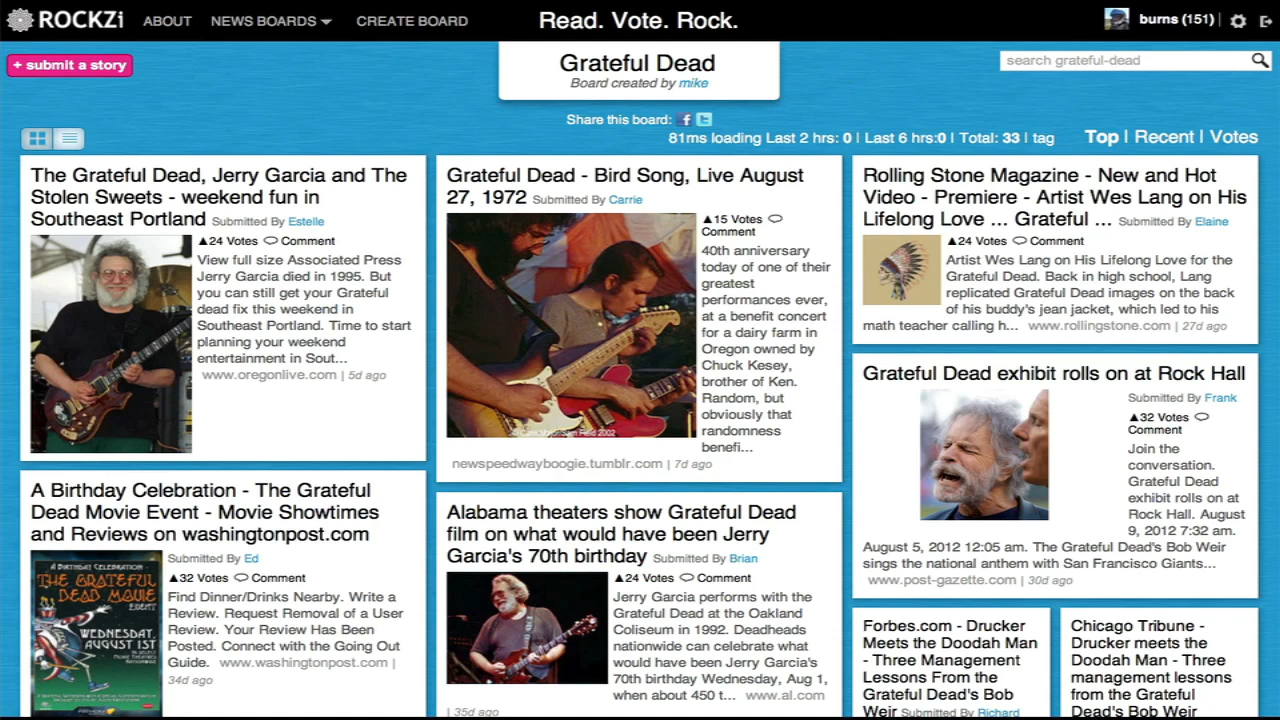 ROCKZi ABOUT NEWS BOARDS CREATE BOARD Read. Vote. Rock. burns (151)
+ submit a story
Grateful Dead
Board created by mike
search grateful-dead
Share this board:
81ms loading Last 2 hrs: 0 | Last 6 hrs:0 | Total: 33 | tag
Top | Recent | Votes
The Grateful Dead, Jerry Garcia and The
Stolen Sweets - weekend fun in
Southeast Portland Submitted By Estelle
▲24 Votes Comment
View full size Associated Press
Jerry Garcia died in 1995. But
you can still get your Grateful
dead fix this weekend in
Southeast Portland. Time to start
planning your weekend
entertainment in Sout...
www.oregonlive.com | 5d ago
A Birthday Celebration - The Grateful
Dead Movie Event - Movie Showtimes
and Reviews on washingtonpost.com
Submitted By Ed
▲32 Votes Comment
Find Dinner/Drinks Nearby. Write a
Review. Request Removal of a User
Review. Your Review Has Been
Posted. Connect with the Going Out
Guide. www.washingtonpost.com |
34d ago
A BIRTHDAY CELEBRATION -
THE GRATEFUL
DEAD MOVIE
EVENT
WEDNESDAY,
AUGUST 1ST
Grateful Dead - Bird Song, Live August
27, 1972 Submitted By Carrie
▲15 Votes
Comment
40th anniversary
today of one of their
greatest
performances ever,
at a benefit concert
for a dairy farm in
Oregon owned by
Chuck Kesey,
brother of Ken.
Random, but
obviously that
randomness
benefi...
newspeedwayboogie.tumblr.com | 7d ago
Alabama theaters show Grateful Dead
film on what would have been Jerry
Garcia's 70th birthday Submitted By Brian
▲24 Votes Comment
Jerry Garcia performs with the
Grateful Dead at the Oakland
Coliseum in 1992. Deadheads
nationwide can celebrate what
would have been Jerry Garcia's
70th birthday Wednesday, Aug 1,
when about 450 t... www.al.com
| 35d ago
Rolling Stone Magazine - New and Hot
Video - Premiere - Artist Wes Lang on His
Lifelong Love ... Grateful ... Submitted By Elaine
▲24 Votes Comment
Artist Wes Lang on His Lifelong Love for the
Grateful Dead. Back in high school, Lang
replicated Grateful Dead images on the back
of his buddy's jean jacket, which led to his
math teacher calling h... www.rollingstone.com | 27d ago
Grateful Dead exhibit rolls on at Rock Hall
Submitted By Frank
▲32 Votes
Comment
Join the
conversation.
Grateful Dead
exhibit rolls on at
Rock Hall. August
9, 2012 7:32 am.
August 5, 2012 12:05 am. The Grateful Dead's Bob Weir
sings the national anthem with San Francisco Giants...
www.post-gazette.com | 30d ago
Forbes.com - Drucker
Meets the Doodah Man
- Three Management
Lessons From the
Grateful Dead's Bob
Weir Submitted By Richard
Chicago Tribune -
Drucker meets the
Doodah Man - Three
management lessons
from the Grateful
Dead's Bob Weir